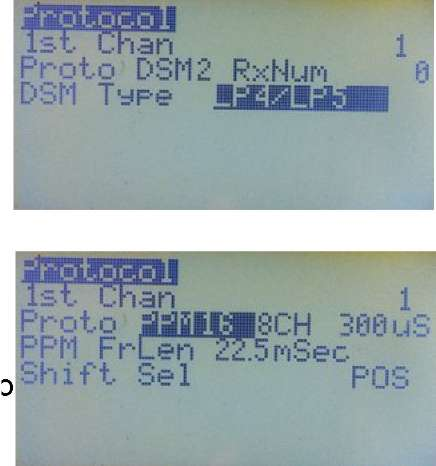 Protocol
1st Chan 1
Proto DSM2 RxNum 0
DSM Type LP4/LP5
Protocol
1st Chan 1
Proto PPM16 8CH 300uS
PPM FrLen 22.5mSec
Shift Sel POS